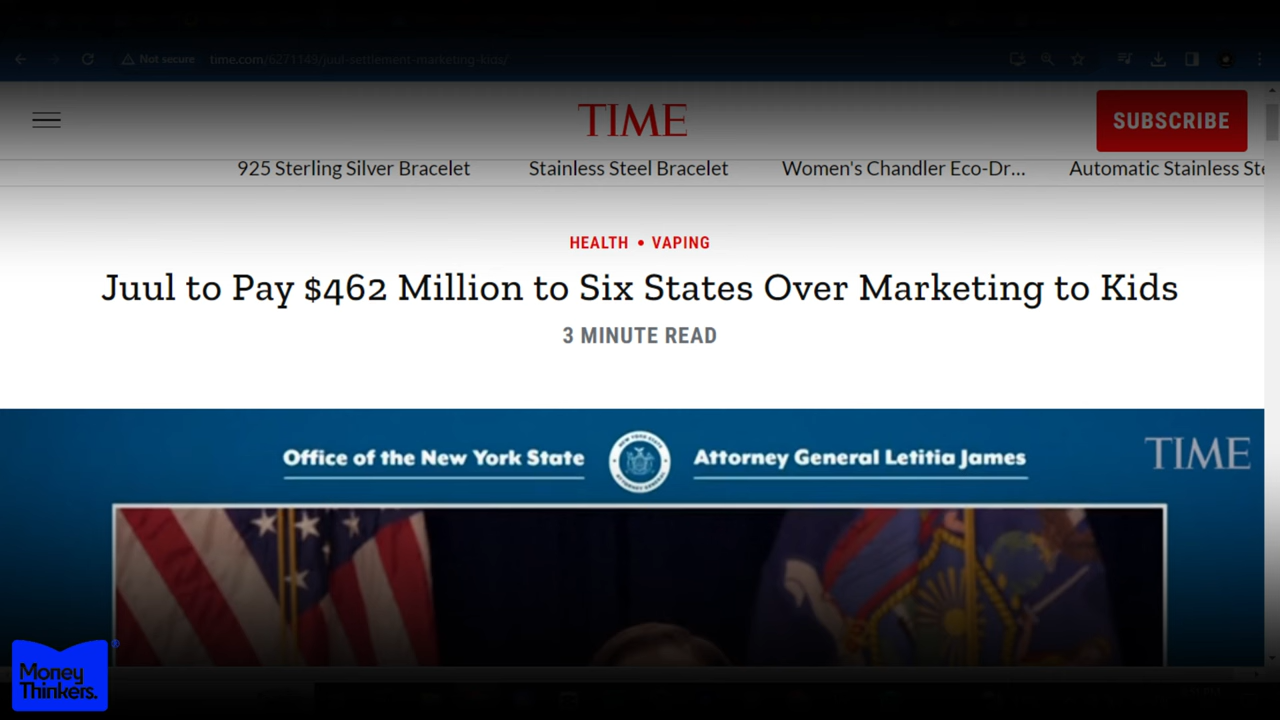 Not secure time.com/6271149/juul-settlement-marketing-kids/
TIME
SUBSCRIBE
925 Sterling Silver Bracelet Stainless Steel Bracelet Women's Chandler Eco-Dr... Automatic Stainless Ste
HEALTH • VAPING
Juul to Pay $462 Million to Six States Over Marketing to Kids
3 MINUTE READ
Office of the New York State Attorney General Letitia James
TIME
Money
Thinkers.